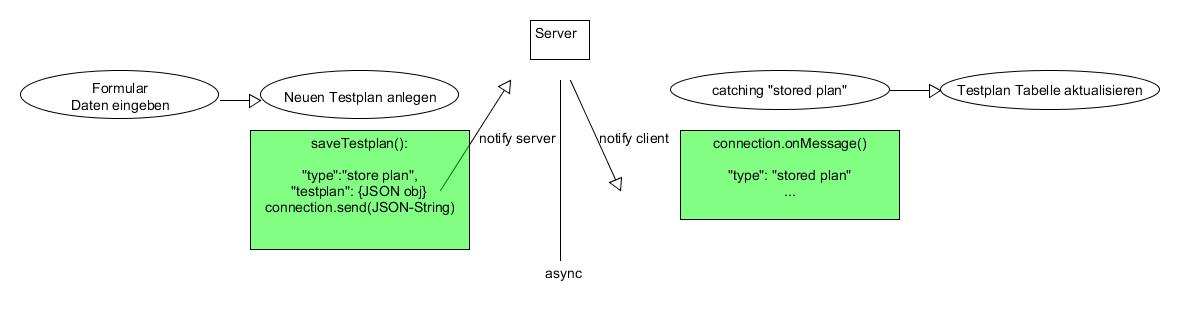 Server
Formular
Daten eingeben
Neuen Testplan anlegen
catching "stored plan"
Testplan Tabelle aktualisieren
saveTestplan():
"type":"store plan",
"testplan": {JSON obj}
connection.send(JSON-String)
notify server
notify client
connection.onMessage()
"type": "stored plan"
...
async